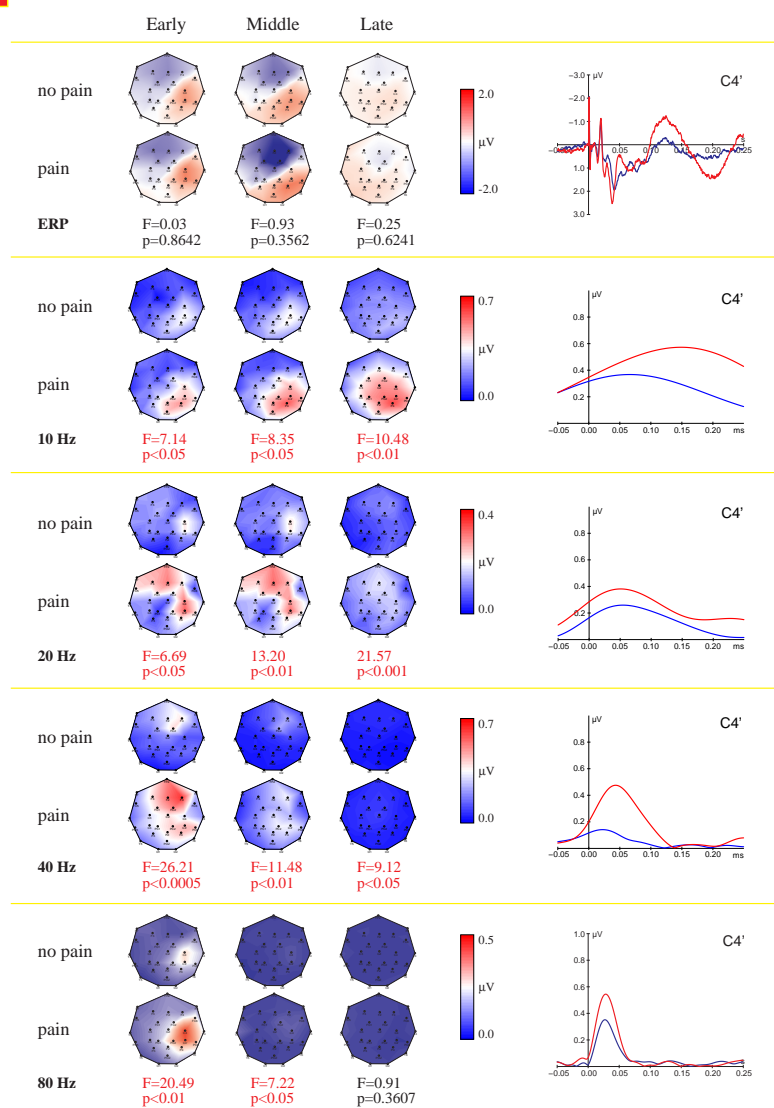 Early Middle Late
no pain
pain
ERP
F=0.03 F=0.93 F=0.25
p=0.8642 p=0.3562 p=0.6241
2.0
µV
-2.0
C4'
−3.0 µV
−2.0
−1.0
0.05 0.20 0.25
1.0
2.0
3.0
no pain
pain
10 Hz
F=7.14 F=8.35 F=10.48
p<0.05 p<0.05 p<0.01
0.7
µV
0.0
C4'
µV
0.8
0.6
0.4
0.2
−0.05 0.00 0.05 0.10 0.15 0.20 ms
no pain
pain
20 Hz
F=6.69 13.20 21.57
p<0.05 p<0.01 p<0.001
0.4
µV
0.0
C4'
µV
0.8
0.6
0.4
0.2
−0.05 0.00 0.05 0.10 0.15 0.20 ms
no pain
pain
40 Hz
F=26.21 F=11.48 F=9.12
p<0.0005 p<0.01 p<0.05
0.7
µV
0.0
C4'
µV
0.8
0.6
0.4
0.2
−0.05 0.00 0.05 0.10 0.15 0.20 ms
no pain
pain
80 Hz
F=20.49 F=7.22 F=0.91
p<0.01 p<0.05 p=0.3607
0.5
µV
0.0
C4'
1.0 µV
0.8
0.6
0.4
0.2
−0.05 0.00 0.05 0.10 0.15 0.20 0.25